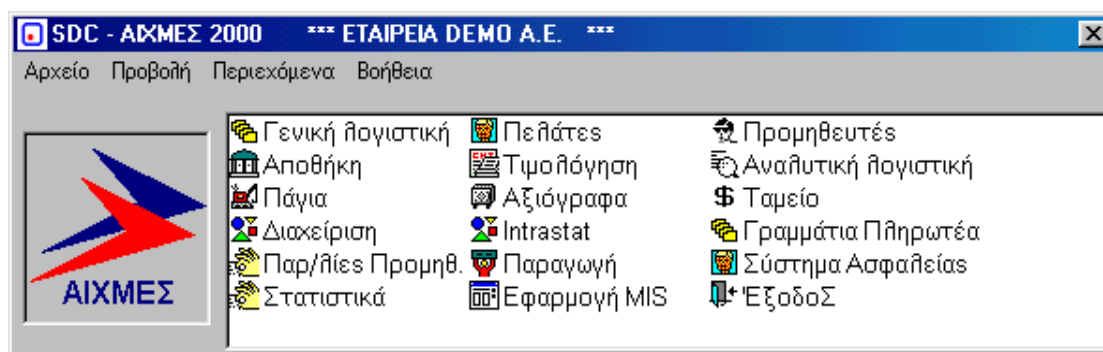 SDC - ΑΙΧΜΕΣ 2000 *** ΕΤΑΙΡΕΙΑ DEMO Α.Ε. ***
Αρχείο Προβολή Περιεχόμενα Βοήθεια
Γενική λογιστική Πελάτες Προμηθευτές
Αποθήκη Τιμολόγηση Αναλυτική λογιστική
Πάγια Αξιόγραφα Ταμείο
Διαχείριση Intrastat Γραμμάτια Πληρωτέα
Παρ/λίες Προμηθ. Παραγωγή Σύστημα Ασφαλείας
Στατιστικά Εφαρμογή MIS ΈξοδοΣ
ΑΙΧΜΕΣ